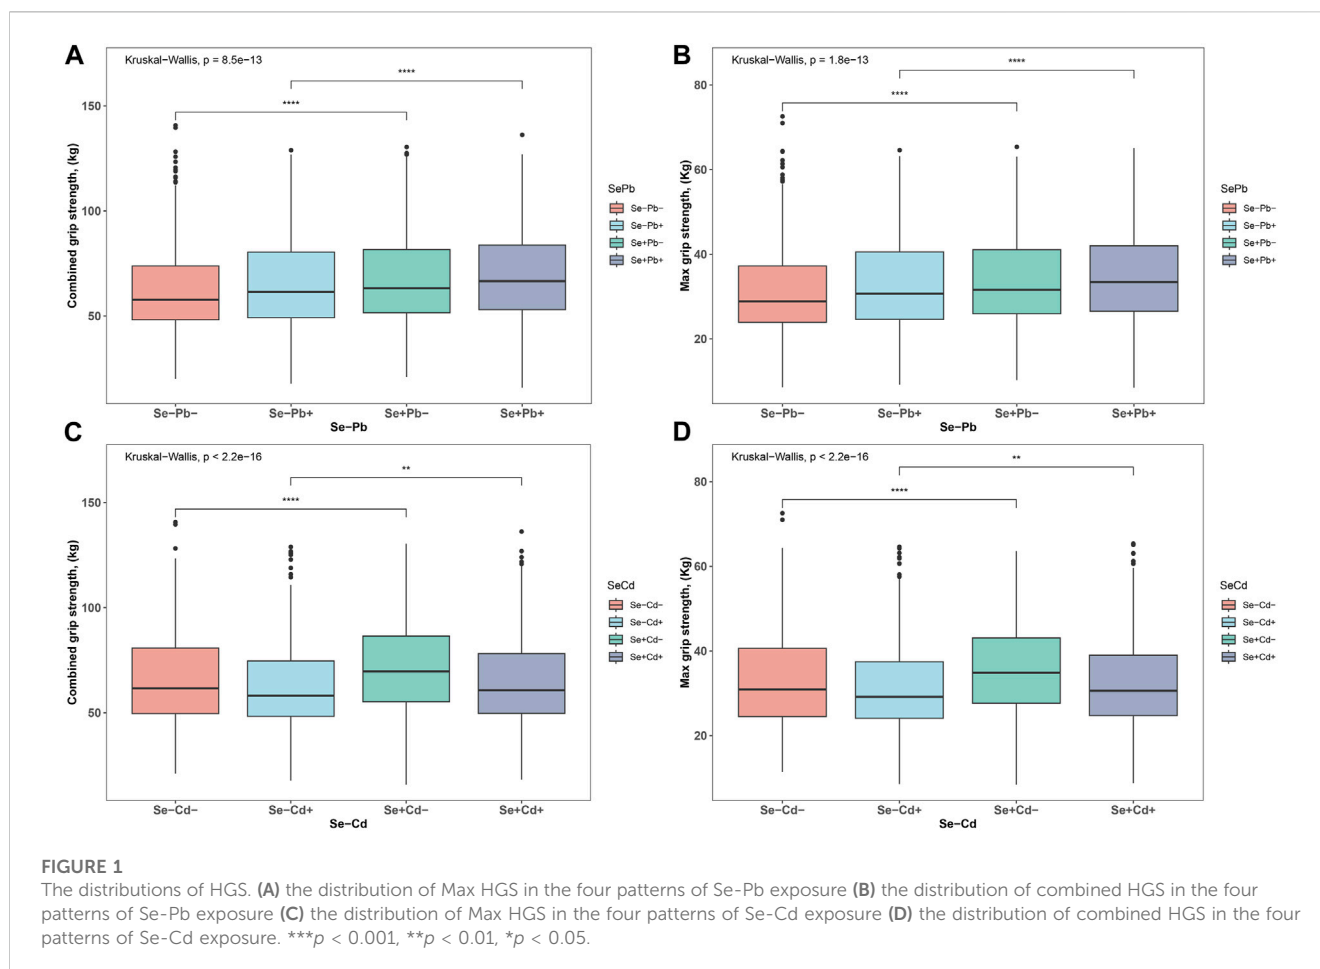 A
Kruskal−Wallis, p = 8.5e−13
****
****
Combined grip strength, (kg)
150
100
50
Se−Pb−
Se−Pb+
Se+Pb−
Se+Pb+
Se−Pb
SePb
Se−Pb−
Se−Pb+
Se+Pb−
Se+Pb+
B
Kruskal−Wallis, p = 1.8e−13
****
****
Max grip strength, (Kg)
80
60
40
20
Se−Pb−
Se−Pb+
Se+Pb−
Se+Pb+
Se−Pb
SePb
Se−Pb−
Se−Pb+
Se+Pb−
Se+Pb+
C
Kruskal−Wallis, p < 2.2e−16
**
****
Combined grip strength, (kg)
150
100
50
Se−Cd−
Se−Cd+
Se+Cd−
Se+Cd+
Se−Cd
SeCd
Se−Cd−
Se−Cd+
Se+Cd−
Se+Cd+
D
Kruskal−Wallis, p < 2.2e−16
**
****
Max grip strength, (Kg)
80
60
40
20
Se−Cd−
Se−Cd+
Se+Cd−
Se+Cd+
Se−Cd
SeCd
Se−Cd−
Se−Cd+
Se+Cd−
Se+Cd+
FIGURE 1
The distributions of HGS. (A) the distribution of Max HGS in the four patterns of Se-Pb exposure (B) the distribution of combined HGS in the four
patterns of Se-Pb exposure (C) the distribution of Max HGS in the four patterns of Se-Cd exposure (D) the distribution of combined HGS in the four
patterns of Se-Cd exposure. ***p < 0.001, **p < 0.01, *p < 0.05.